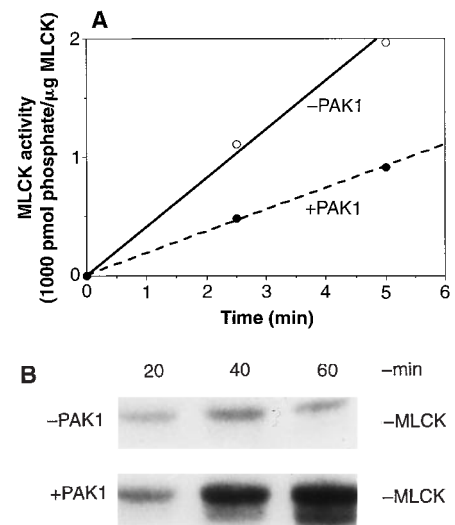 A
2
1
0
0 1 2 3 4 5 6
MLCK activity
(1000 pmol phosphate/μg MLCK)
–PAK1
+PAK1
Time (min)
B
20 40 60 –min
–PAK1 –MLCK
+PAK1 –MLCK